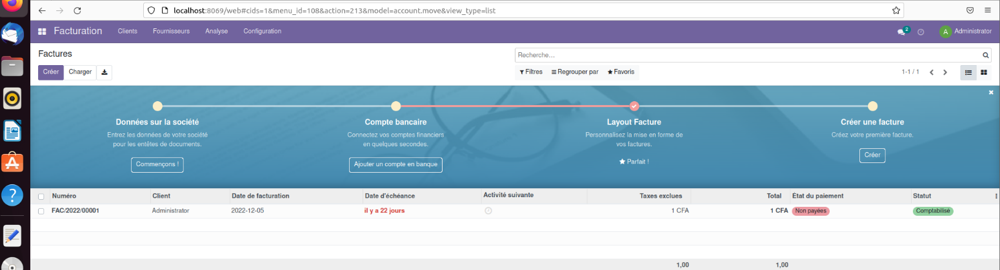 localhost:8069/web#cids=1&menu_id=108&action=213&model=account.move&view_type=list
Facturation Clients Fournisseurs Analyse Configuration 2 A Administrator
Factures Recherche...
Créer Charger Filtres Regrouper par Favoris 1-1 / 1
Données sur la société Compte bancaire Layout Facture Créer une facture
Entrez les données de votre société Connectez vos comptes financiers Personnalisez la mise en forme de Créez votre première facture.
pour les entêtes de documents. en quelques secondes. vos factures.
Commençons ! Ajouter un compte en banque Parfait ! Créer
Numéro Client Date de facturation Date d'échéance Activité suivante Taxes exclues Total État du paiement Statut
FAC/2022/00001 Administrator 2022-12-05 il y a 22 jours 1 CFA 1 CFA Non payées Comptabilisé
1,00 1,00